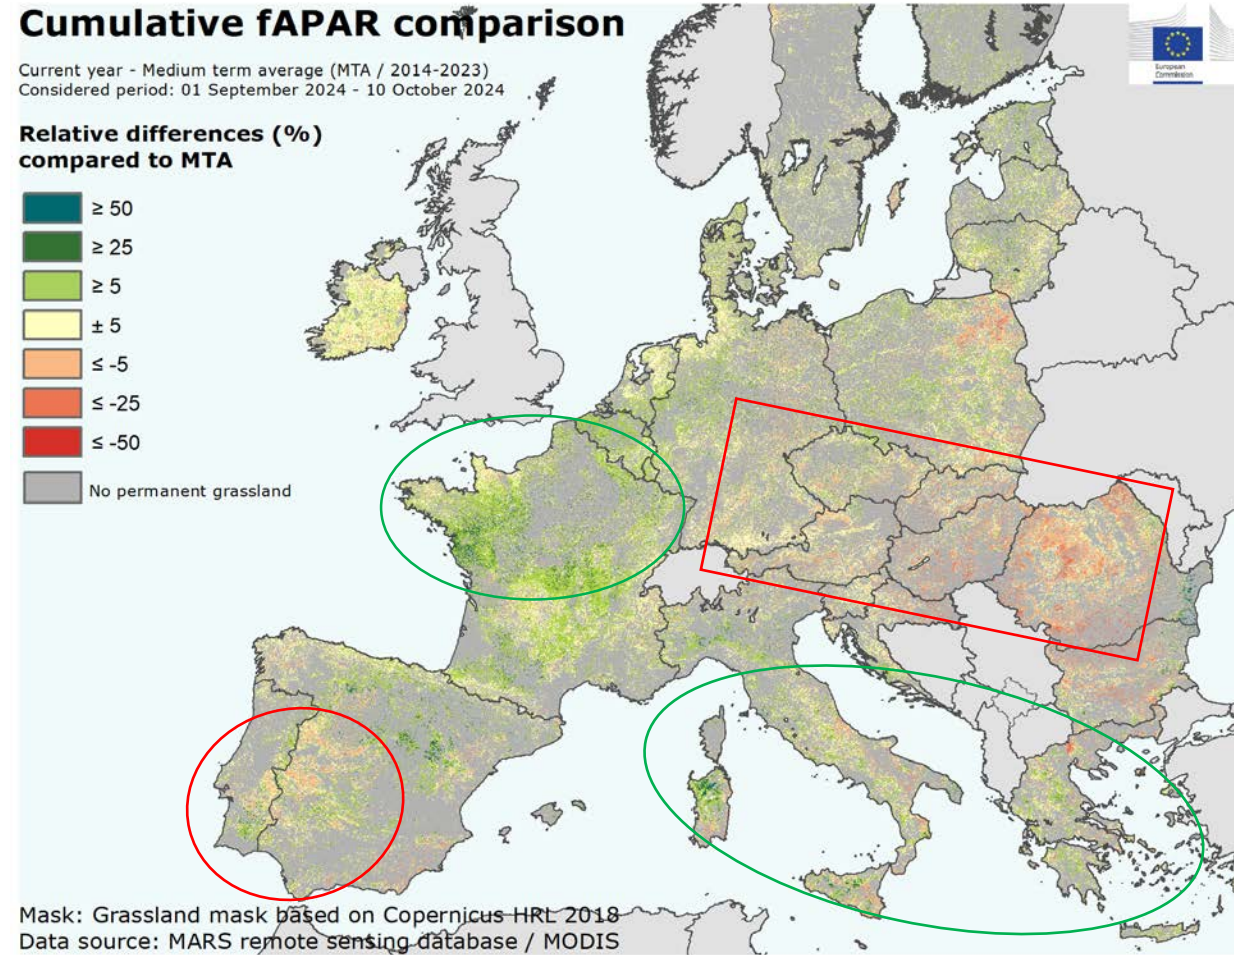 Cumulative fAPAR comparison
Current year - Medium term average (MTA / 2014-2023)
Considered period: 01 September 2024 - 10 October 2024
Relative differences (%)
compared to MTA
≥ 50
≥ 25
≥ 5
± 5
≤ -5
≤ -25
≤ -50
No permanent grassland
European
Commission
Mask: Grassland mask based on Copernicus HRL 2018
Data source: MARS remote sensing database / MODIS